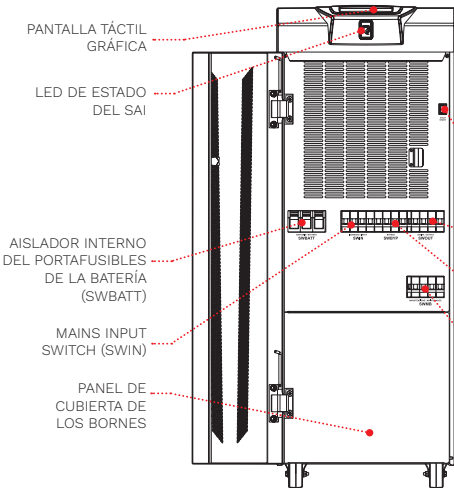 PANTALLA TÁCTIL
GRÁFICA
LED DE ESTADO
DEL SAI
AISLADOR INTERNO
DEL PORTAFUSIBLES
DE LA BATERÍA
(SWBATT)
MAINS INPUT
SWITCH (SWIN)
PANEL DE
CUBIERTA DE
LOS BORNES
SWBATT
SWIN
SWBYP
SWOUT
SWMB